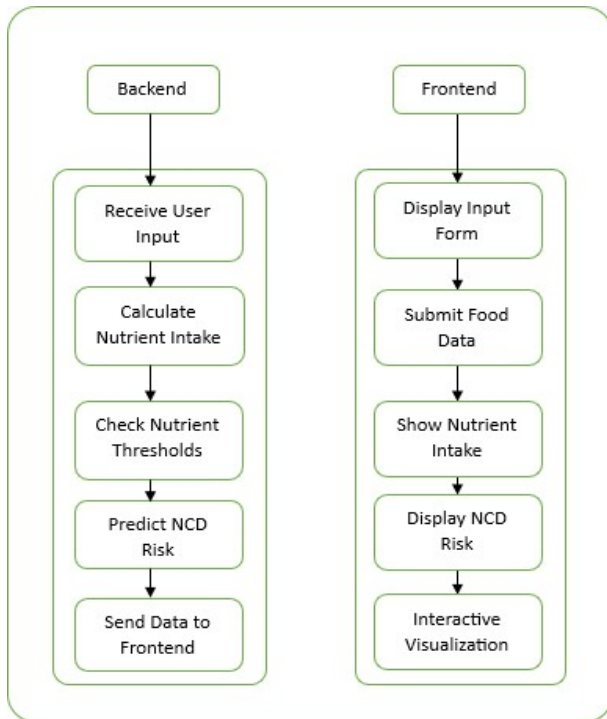 Backend
Receive User
Input
Calculate
Nutrient Intake
Check Nutrient
Thresholds
Predict NCD
Risk
Send Data to
Frontend
Frontend
Display Input
Form
Submit Food
Data
Show Nutrient
Intake
Display NCD
Risk
Interactive
Visualization